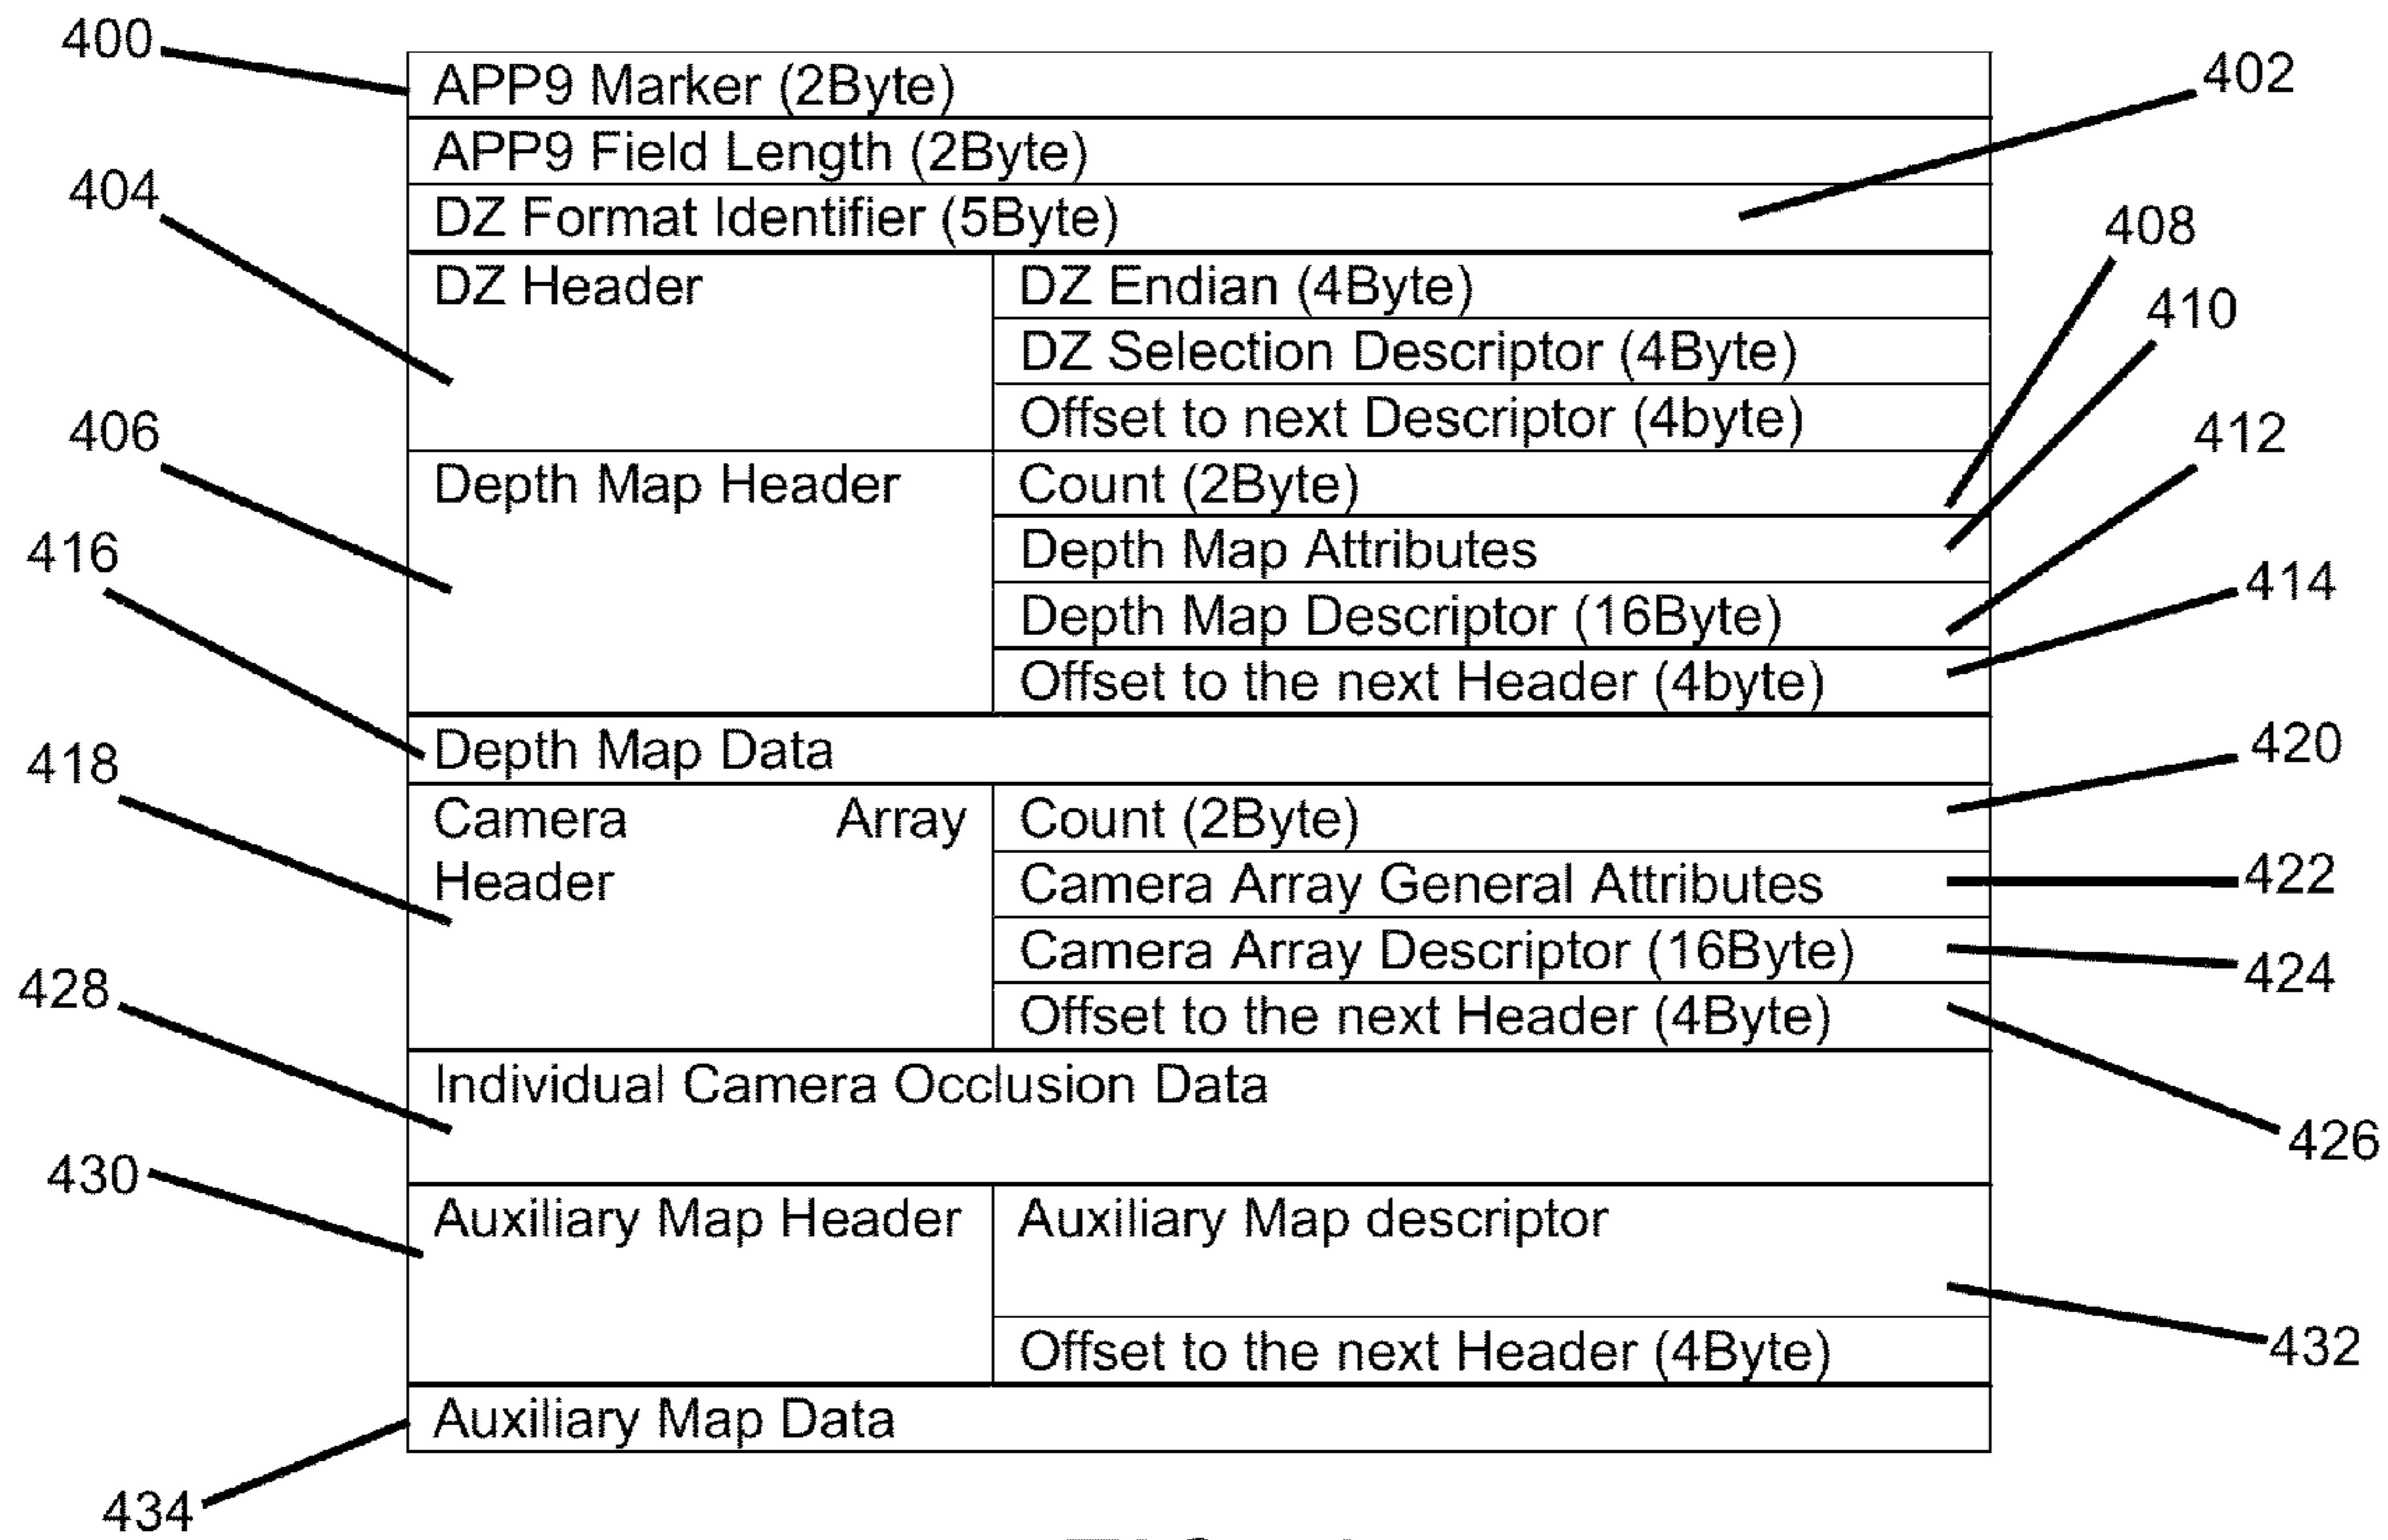 400
APP9 Marker (2Byte)
402
APP9 Field Length (2Byte)
404
DZ Format Identifier (5Byte)
408
DZ Header
DZ Endian (4Byte)
410
DZ Selection Descriptor (4Byte)
Offset to next Descriptor (4byte)
406
412
Depth Map Header
Count (2Byte)
416
Depth Map Attributes
414
Depth Map Descriptor (16Byte)
Offset to the next Header (4byte)
Depth Map Data
420
418
Camera Array
Header
Count (2Byte)
Camera Array General Attributes
422
Camera Array Descriptor (16Byte)
424
428
Offset to the next Header (4Byte)
Individual Camera Occlusion Data
426
430
Auxiliary Map Header
Auxiliary Map descriptor
432
Offset to the next Header (4Byte)
Auxiliary Map Data
434